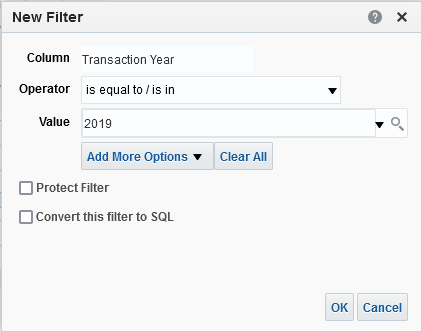 New Filter
Column Transaction Year
Operator is equal to / is in
Value 2019
Add More Options Clear All
Protect Filter
Convert this filter to SQL
OK Cancel